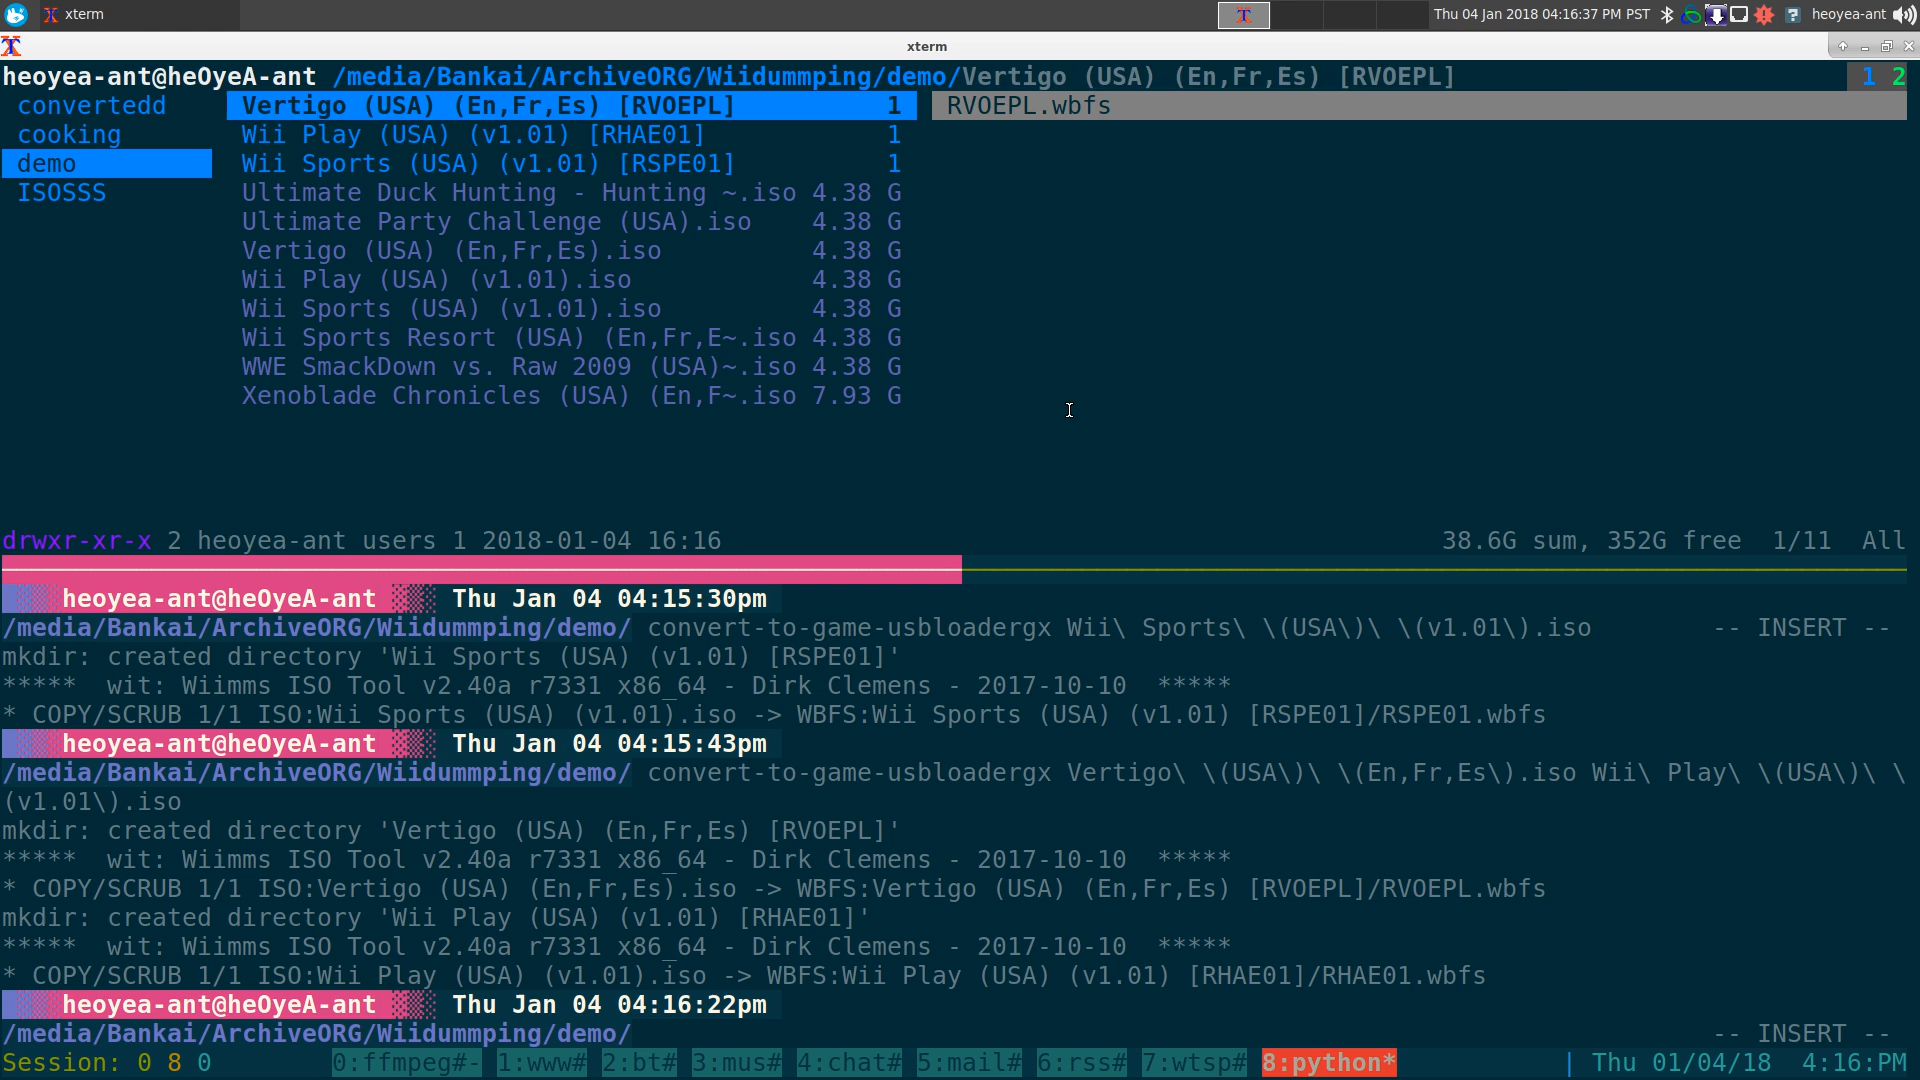 xterm
Thu 04 Jan 2018 04:16:37 PM PST heoyea-ant
xterm
heoyea-ant@heOyeA-ant /media/Bankai/ArchiveORG/Wiidummping/demo/Vertigo (USA) (En,Fr,Es) [RVOEPL] 1 2
convertedd Vertigo (USA) (En,Fr,Es) [RVOEPL] 1 RVOEPL.wbfs
cooking Wii Play (USA) (v1.01) [RHAE01] 1
demo Wii Sports (USA) (v1.01) [RSPE01] 1
ISOSSS Ultimate Duck Hunting - Hunting ~.iso 4.38 G
Ultimate Party Challenge (USA).iso 4.38 G
Vertigo (USA) (En,Fr,Es).iso 4.38 G
Wii Play (USA) (v1.01).iso 4.38 G
Wii Sports (USA) (v1.01).iso 4.38 G
Wii Sports Resort (USA) (En,Fr,E~.iso 4.38 G
WWE SmackDown vs. Raw 2009 (USA)~.iso 4.38 G
Xenoblade Chronicles (USA) (En,F~.iso 7.93 G
drwxr-xr-x 2 heoyea-ant users 1 2018-01-04 16:16 38.6G sum, 352G free 1/11 All
heoyea-ant@heOyeA-ant Thu Jan 04 04:15:30pm
/media/Bankai/ArchiveORG/Wiidummping/demo/ convert-to-game-usbloadergx Wii\ Sports\ \(USA\)\ \(v1.01\).iso -- INSERT --
mkdir: created directory 'Wii Sports (USA) (v1.01) [RSPE01]'
***** wit: Wiimms ISO Tool v2.40a r7331 x86_64 - Dirk Clemens - 2017-10-10 *****
* COPY/SCRUB 1/1 ISO:Wii Sports (USA) (v1.01).iso -> WBFS:Wii Sports (USA) (v1.01) [RSPE01]/RSPE01.wbfs
heoyea-ant@heOyeA-ant Thu Jan 04 04:15:43pm
/media/Bankai/ArchiveORG/Wiidummping/demo/ convert-to-game-usbloadergx Vertigo\ \(USA\)\ \(En,Fr,Es\).iso Wii\ Play\ \(USA\)\ \
(v1.01\).iso
mkdir: created directory 'Vertigo (USA) (En,Fr,Es) [RVOEPL]'
***** wit: Wiimms ISO Tool v2.40a r7331 x86_64 - Dirk Clemens - 2017-10-10 *****
* COPY/SCRUB 1/1 ISO:Vertigo (USA) (En,Fr,Es).iso -> WBFS:Vertigo (USA) (En,Fr,Es) [RVOEPL]/RVOEPL.wbfs
mkdir: created directory 'Wii Play (USA) (v1.01) [RHAE01]'
***** wit: Wiimms ISO Tool v2.40a r7331 x86_64 - Dirk Clemens - 2017-10-10 *****
* COPY/SCRUB 1/1 ISO:Wii Play (USA) (v1.01).iso -> WBFS:Wii Play (USA) (v1.01) [RHAE01]/RHAE01.wbfs
heoyea-ant@heOyeA-ant Thu Jan 04 04:16:22pm
/media/Bankai/ArchiveORG/Wiidummping/demo/ -- INSERT --
Session: 0 8 0 0:ffmpeg#- 1:www# 2:bt# 3:mus# 4:chat# 5:mail# 6:rss# 7:wtsp# 8:python* | Thu 01/04/18 4:16:PM